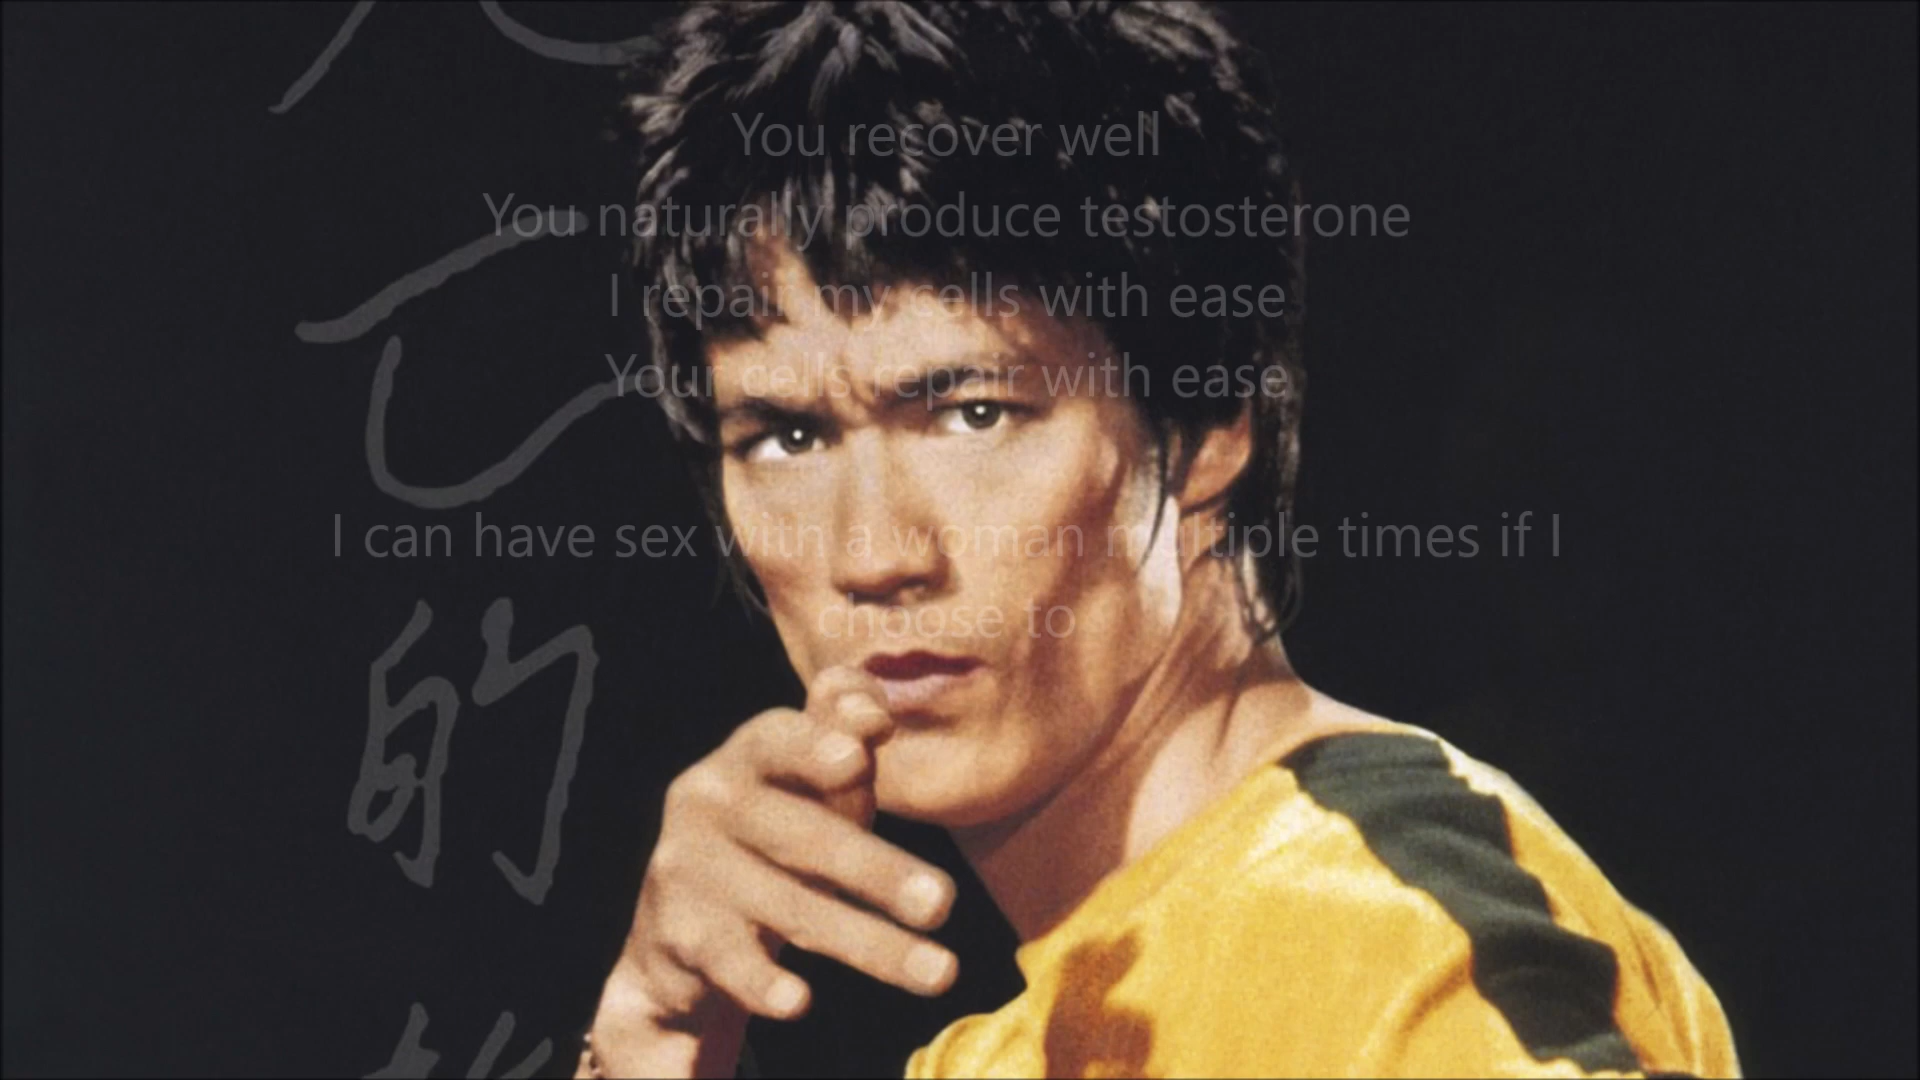 You recover well
You naturally produce testosterone
I repair my cells with ease
Your cells repair with ease
I can have sex with a woman multiple times if I
choose to
的